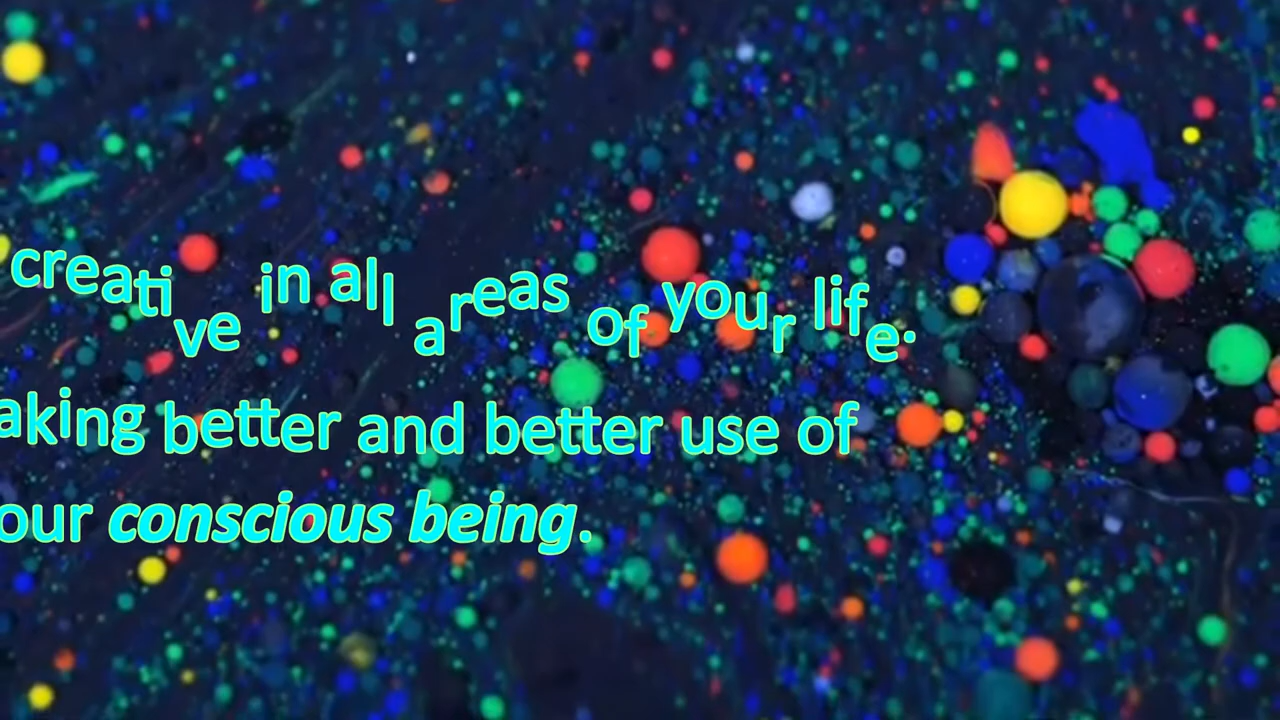 creative in all areas of your life.
aking better and better use of
our conscious being.